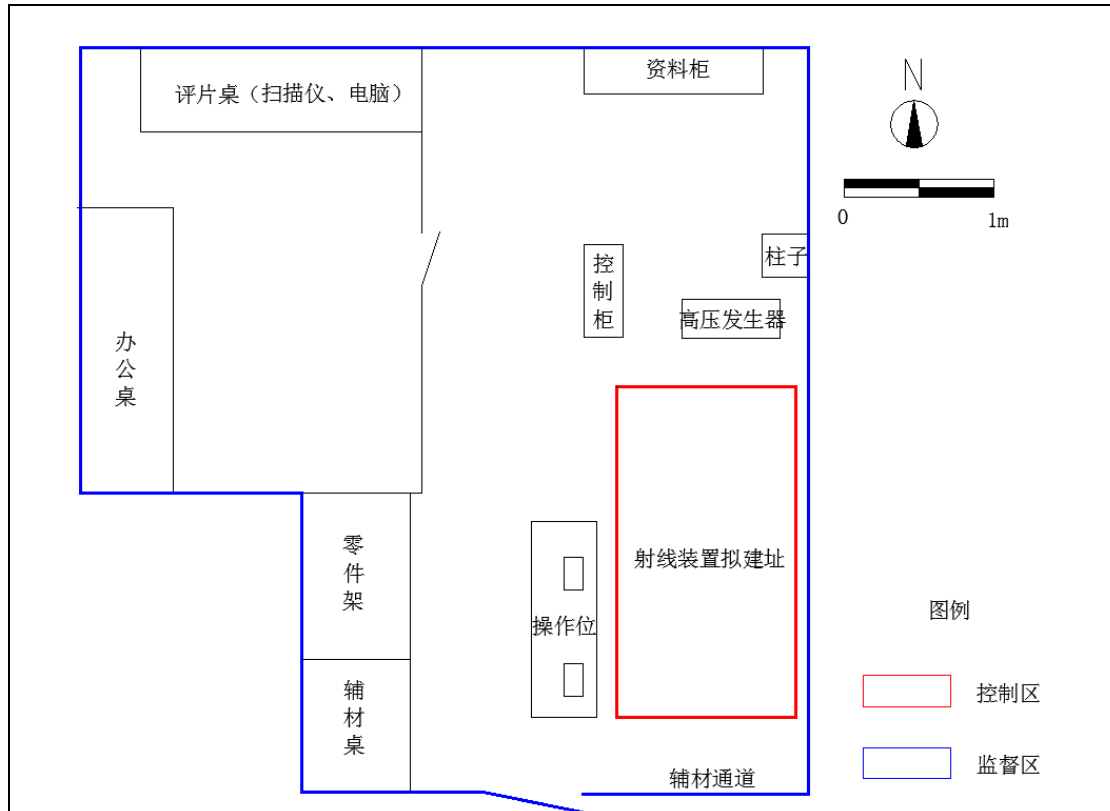 评片桌（扫描仪、电脑）
资料柜
N
0
1m
柱子
控制柜
高压发生器
办公桌
射线装置拟建址
零件架
操作位
图例
辅材桌
控制区
辅材通道
监督区